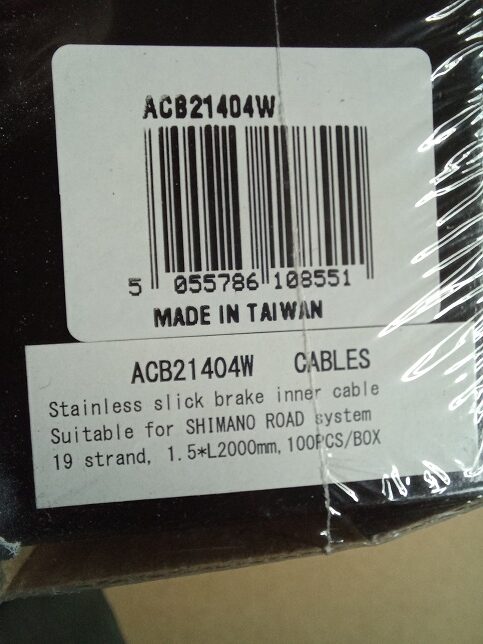 ACB21404W
5 055786 108551
MADE IN TAIWAN
ACB21404W CABLES
Stainless slick brake inner cable
Suitable for SHIMANO ROAD system
19 strand, 1.5*L2000mm, 100PCS/BOX